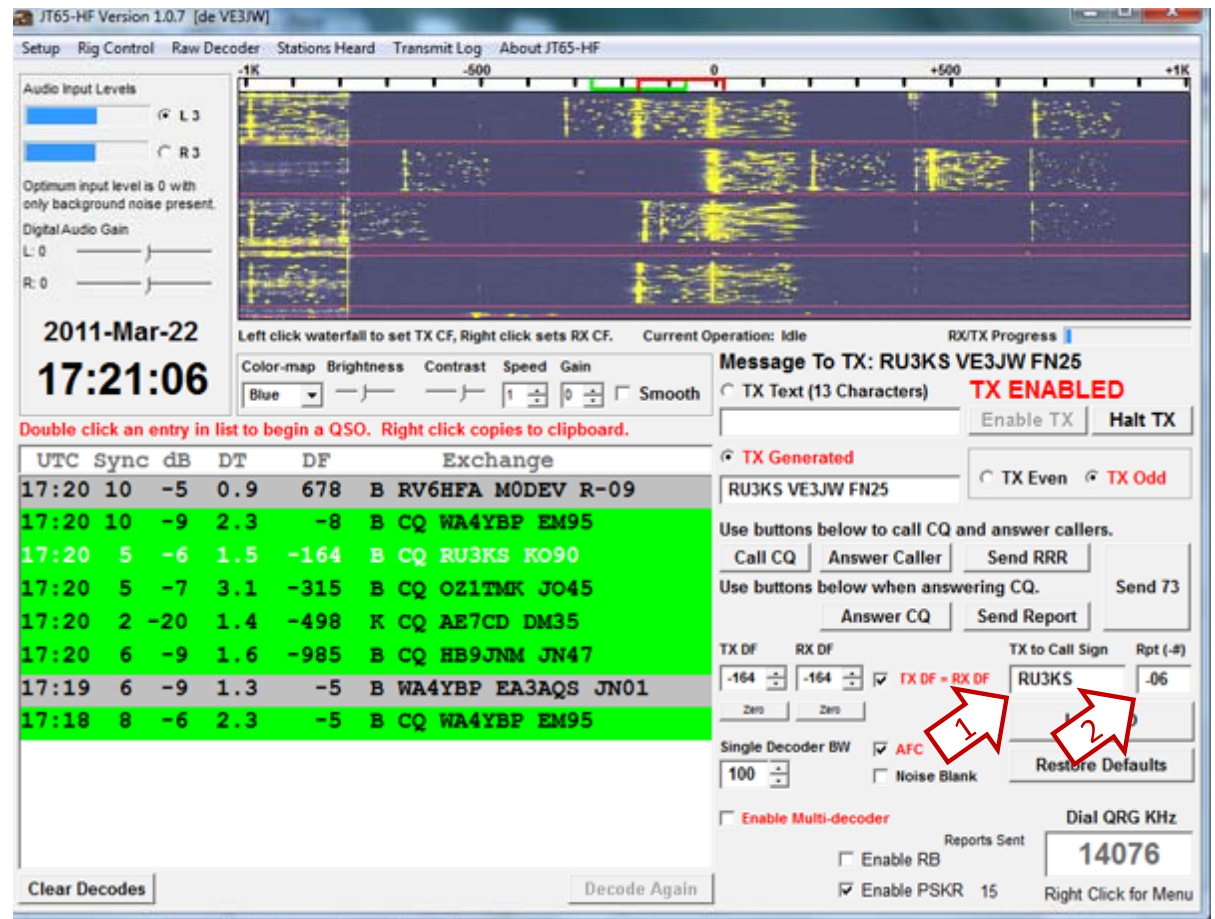 JT65-HF Version 1.0.7 [de VE3JW]
Setup Rig Control Raw Decoder Stations Heard Transmit Log About JT65-HF
-1K -500 0 +500 +1K
Audio Input Levels
L 3
R 3
Optimum input level is 0 with
only background noise present.
Digital Audio Gain
L: 0
R: 0
2011-Mar-22
17:21:06
Left click waterfall to set TX CF, Right click sets RX CF. Current Operation: Idle RX/TX Progress
Color-map Brightness Contrast Speed Gain
Blue 1 0 Smooth
Double click an entry in list to begin a QSO. Right click copies to clipboard.
UTC Sync dB DT DF Exchange
17:20 10 -5 0.9 678 B RV6HFA M0DEV R-09
17:20 10 -9 2.3 -8 B CQ WA4YBP EM95
17:20 5 -6 1.5 -164 B CQ RU3KS KO90
17:20 5 -7 3.1 -315 B CQ OZ1TMK JO45
17:20 2 -20 1.4 -498 K CQ AE7CD DM35
17:20 6 -9 1.6 -985 B CQ HB9JNM JN47
17:19 6 -9 1.3 -5 B WA4YBP EA3AQS JN01
17:18 8 -6 2.3 -5 B CQ WA4YBP EM95
Clear Decodes Decode Again
Message To TX: RU3KS VE3JW FN25
TX Text (13 Characters) TX ENABLED
Enable TX Halt TX
TX Generated
RU3KS VE3JW FN25
TX Even TX Odd
Use buttons below to call CQ and answer callers.
Call CQ Answer Caller Send RRR
Use buttons below when answering CQ. Send 73
Answer CQ Send Report
TX DF RX DF TX to Call Sign Rpt (-#)
-164 -164 TX DF = RX DF RU3KS -06
Zero Zero
1 2
Single Decoder BW AFC
100 Noise Blank Restore Defaults
Enable Multi-decoder Dial QRG KHz
Reports Sent
Enable RB 14076
Enable PSKR 15 Right Click for Menu